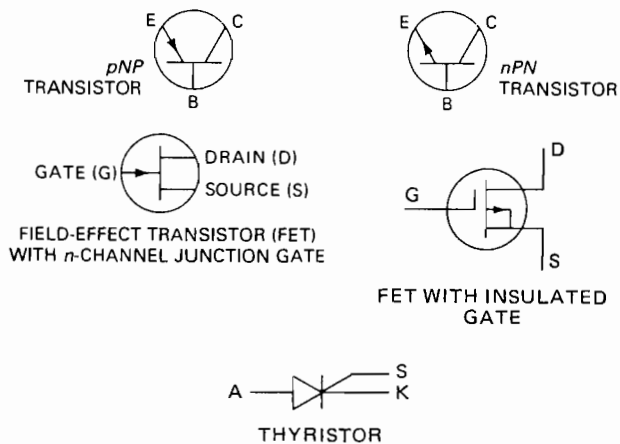 E C
pNP
TRANSISTOR
B
E C
nPN
TRANSISTOR
B
GATE (G)
DRAIN (D)
SOURCE (S)
FIELD-EFFECT TRANSISTOR (FET)
WITH n-CHANNEL JUNCTION GATE
D
G
S
FET WITH INSULATED
GATE
A
S
K
THYRISTOR